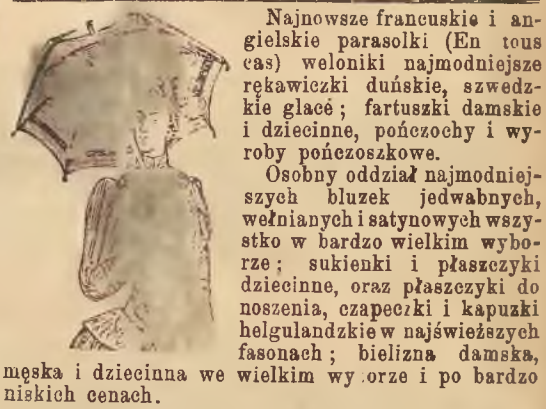 Najnowsze francuskie i an-
gielskie parasolki (En tous
cas) weloniki najmodniejsze
rękawiczki duńskie, szwedz-
kie glacé ; fartuszki damskie
i dziecinne, pończochy i wy-
roby pończoszkowe.
Osobny oddział najmodniej-
szych bluzek jedwabnych,
wełnianych i satynowych wszy-
stko w bardzo wielkim wybo-
rze ; sukienki i płaszczyki
dziecinne, oraz płaszczyki do
noszenia, czapeczki i kapuzki
helgulandzkie w najświeższych
fasonach ; bielizna damska,
męska i dziecinna we wielkim wy orze i po bardzo
niskich cenach.